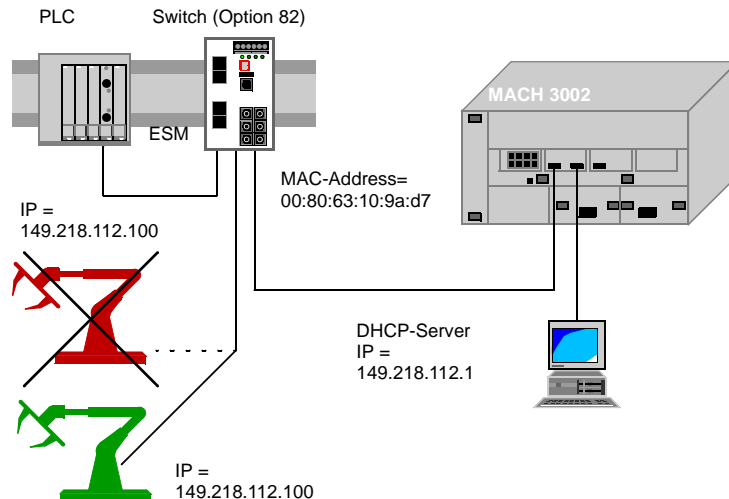 PLC
Switch (Option 82)
MACH 3002
ESM
MAC-Address=
00:80:63:10:9a:d7
IP =
149.218.112.100
DHCP-Server
IP =
149.218.112.1
IP =
149.218.112.100